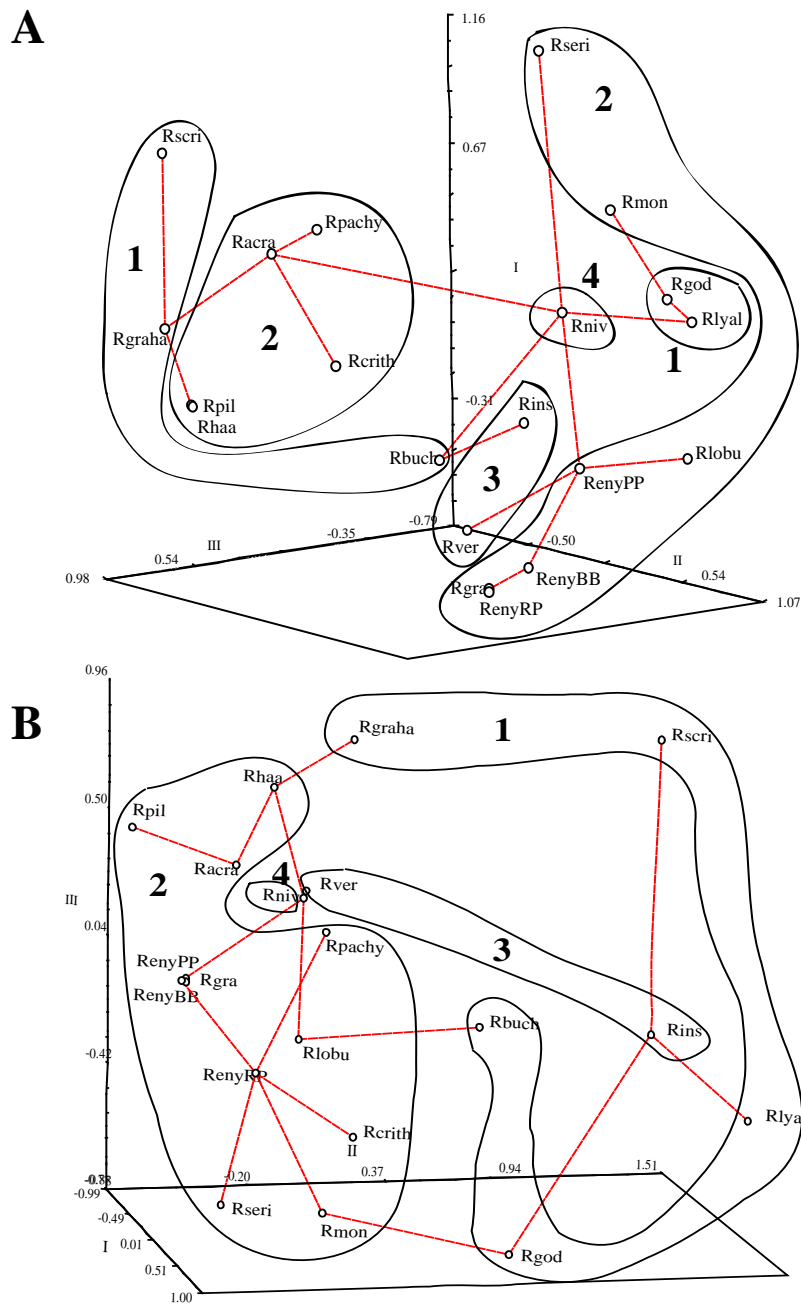 A
1.16
Rseri
2
0.67
Rscri
Rmon
Rpachy
Racra
1
I
4
Rgod
Rniv
Rlyal
Rgraha
2
1
Rcrith
-0.31
Rpil
Rins
Rhaa
Rbuch
Rlobu
RenyPP
3
-0.79
Rver
-0.35
-0.50
III
II
0.54
RenyBB
0.98
Rgra
0.54
RenyRP
1.07
0.96
B
1
Rgraha
Rscri
Rhaa
0.50
Rpil
Racra
4
2
Rver
Rniv
III
0.04
Rpachy
3
RenyPP
Rgra
RenyBB
Rbuch
Rins
-0.42
Rlobu
RenyRP
Rlya
Rcrith
II
-0.20
0.37
0.94
1.51
-0.99
Rseri
-0.49
Rmon
I
0.01
Rgod
0.51
1.00